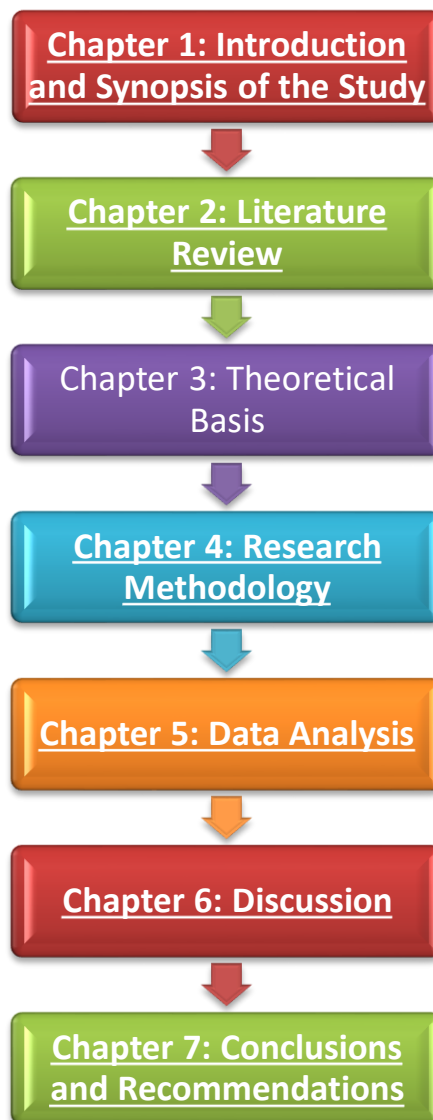 Chapter 1: Introduction
and Synopsis of the Study
Chapter 2: Literature
Review
Chapter 3: Theoretical
Basis
Chapter 4: Research
Methodology
Chapter 5: Data Analysis
Chapter 6: Discussion
Chapter 7: Conclusions
and Recommendations